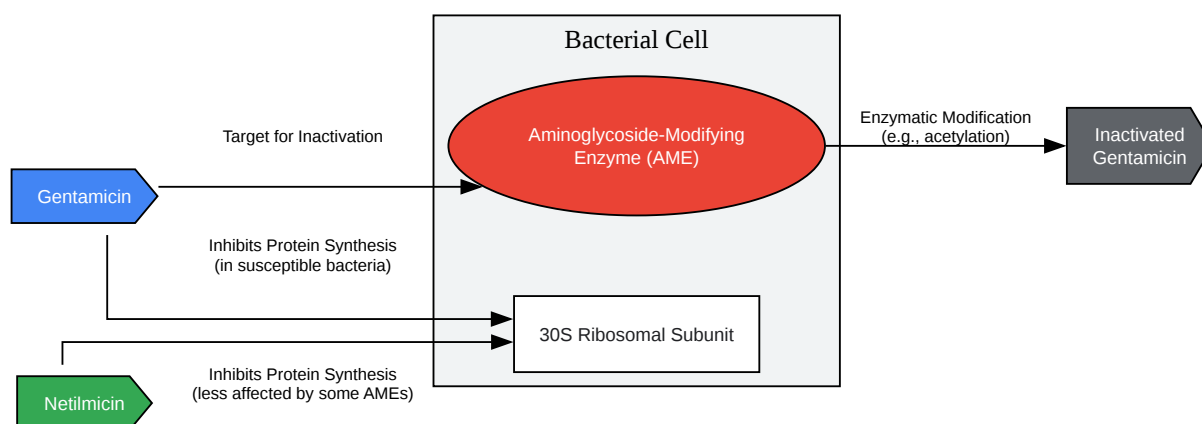 Bacterial Cell
Target for Inactivation
Aminoglycoside-Modifying
Enzyme (AME)
Enzymatic Modification
(e.g., acetylation)
Inactivated
Gentamicin
Gentamicin
Inhibits Protein Synthesis
(in susceptible bacteria)
30S Ribosomal Subunit
Inhibits Protein Synthesis
(less affected by some AMEs)
Netilmicin